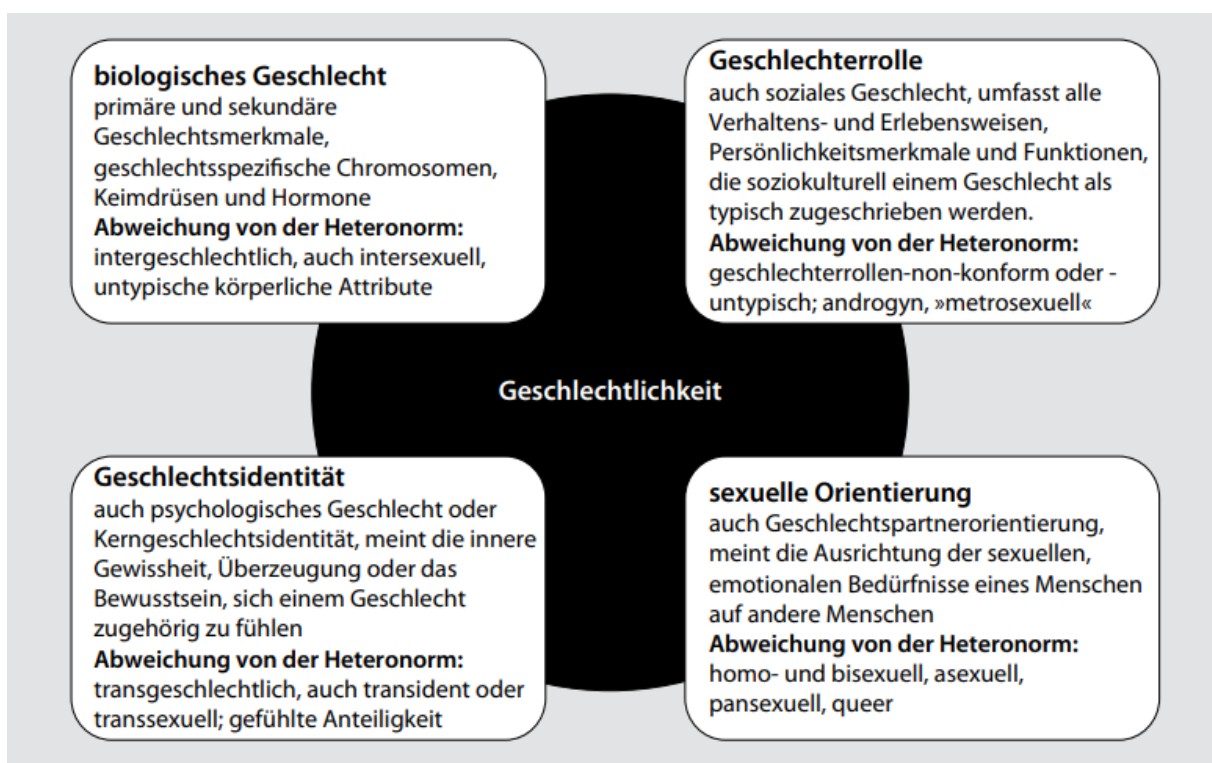 biologisches Geschlecht
primäre und sekundäre
Geschlechtsmerkmale,
geschlechtsspezifische Chromosomen,
Keimdrüsen und Hormone
Abweichung von der Heteronorm:
intergeschlechtlich, auch intersexuell,
untypische körperliche Attribute
Geschlechterrolle
auch soziales Geschlecht, umfasst alle
Verhaltens- und Erlebensweisen,
Persönlichkeitsmerkmale und Funktionen,
die soziokulturell einem Geschlecht als
typisch zugeschrieben werden.
Abweichung von der Heteronorm:
geschlechterrollen-non-konform oder -
untypisch; androgyn, »metrosexuell«
Geschlechtlichkeit
Geschlechtsidentität
auch psychologisches Geschlecht oder
Kerngeschlechtsidentität, meint die innere
Gewissheit, Überzeugung oder das
Bewusstsein, sich einem Geschlecht
zugehörig zu fühlen
Abweichung von der Heteronorm:
transgeschlechtlich, auch transident oder
transsexuell; gefühlte Anteiligkeit
sexuelle Orientierung
auch Geschlechtspartnerorientierung,
meint die Ausrichtung der sexuellen,
emotionalen Bedürfnisse eines Menschen
auf andere Menschen
Abweichung von der Heteronorm:
homo- und bisexuell, asexuell,
pansexuell, queer